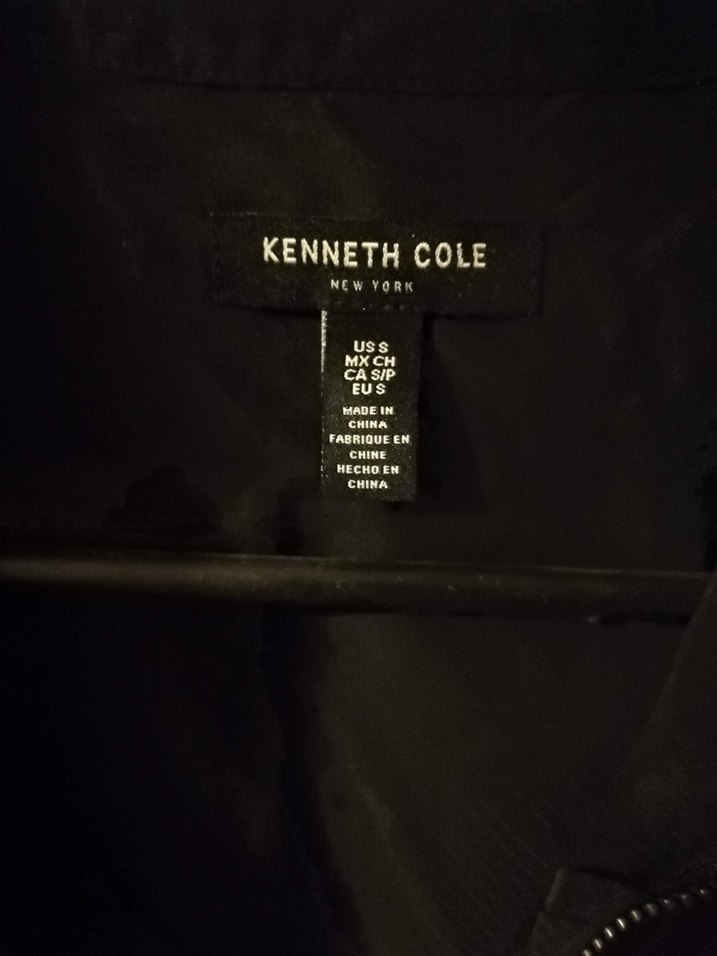 KENNETH COLE
NEW YORK
US S
MX CH
CA S/P
EU S
MADE IN
CHINA
FABRIQUE EN
CHINE
HECHO EN
CHINA